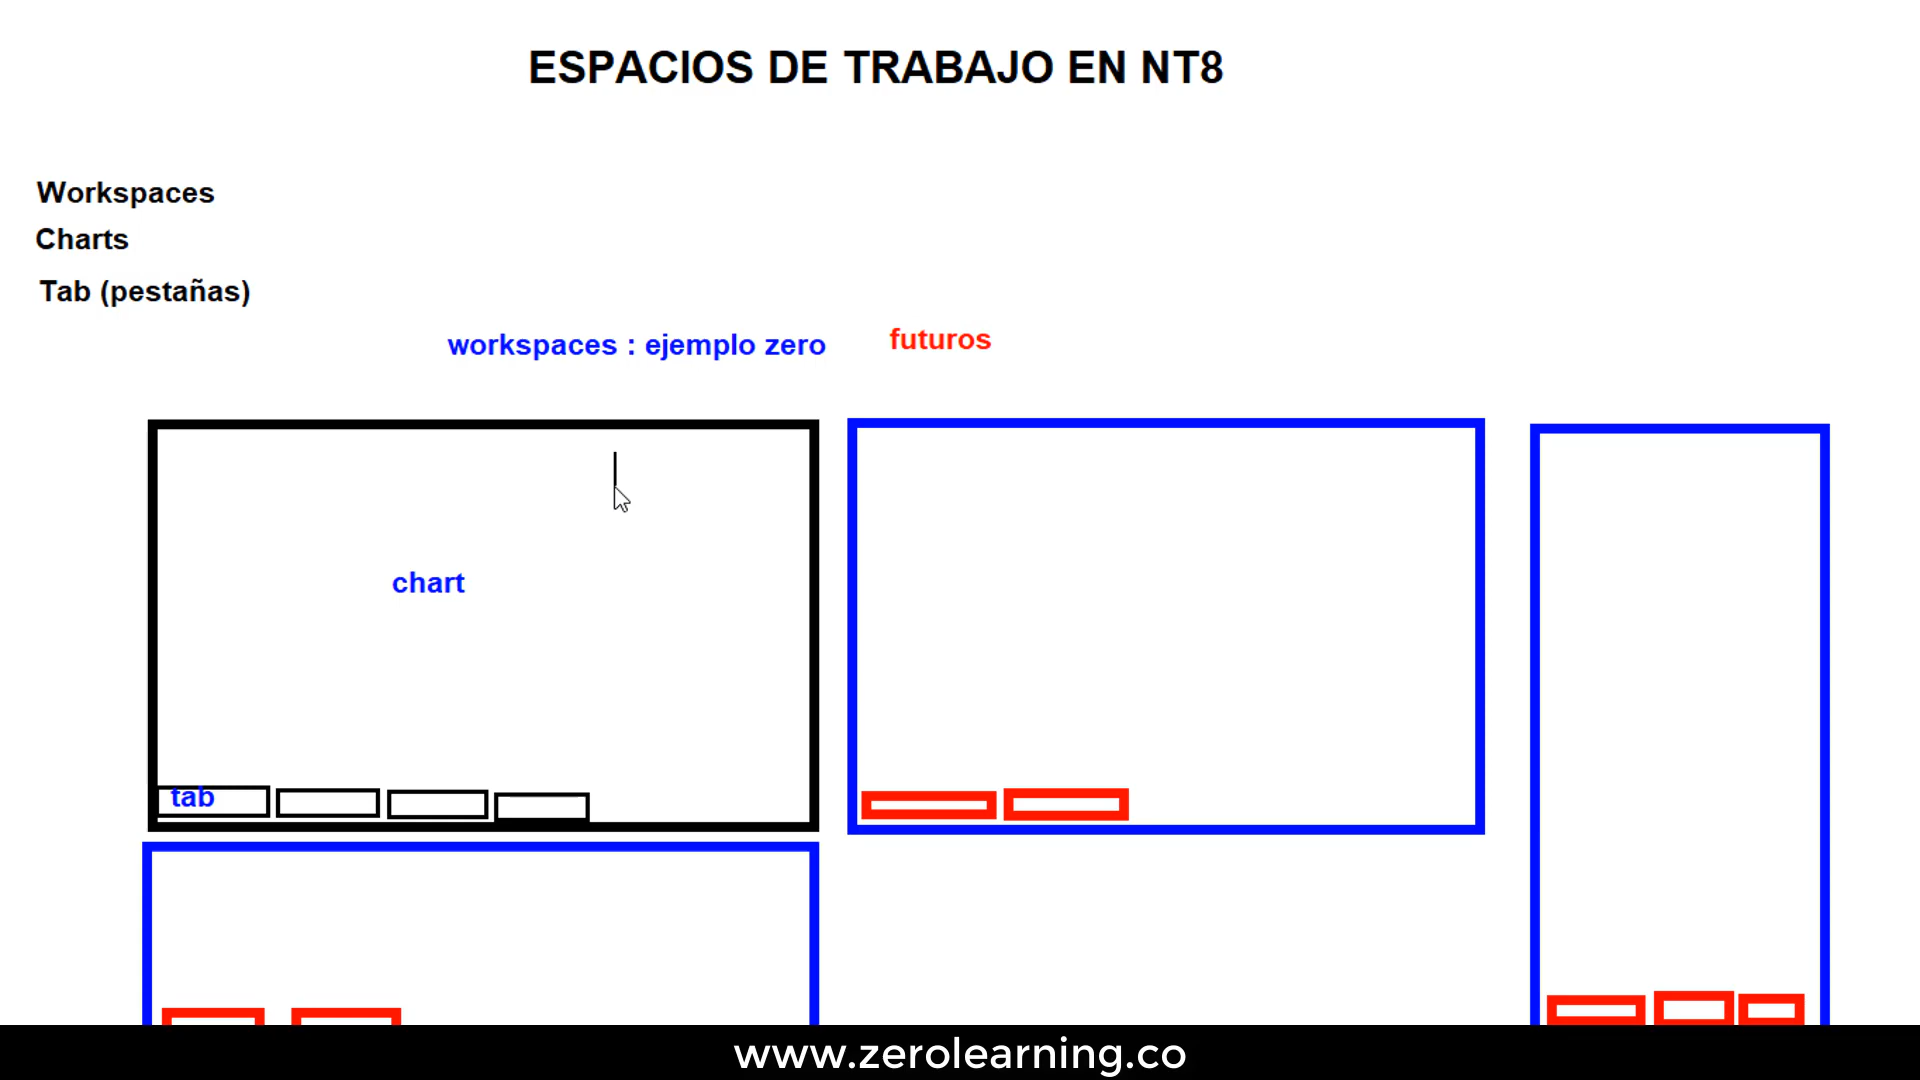 ESPACIOS DE TRABAJO EN NT8
Workspaces
Charts
Tab (pestañas)
workspaces : ejemplo zero
futuros
chart
tab
www.zerolearning.co